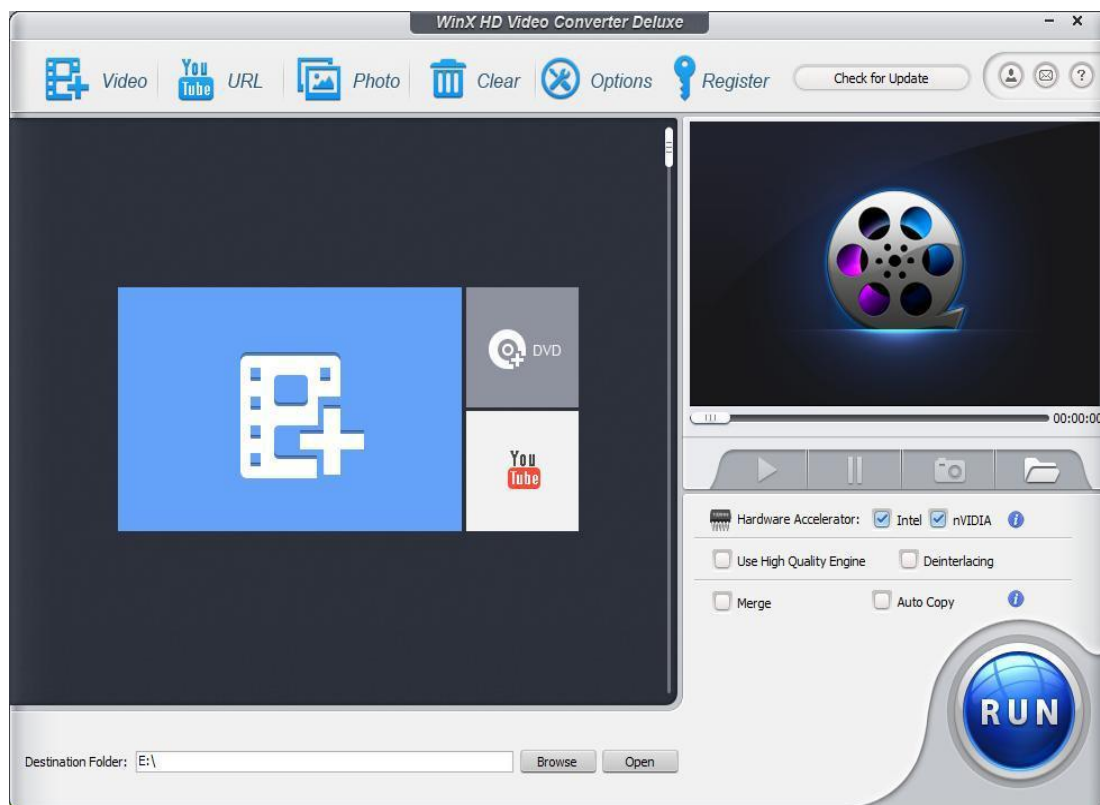 WinX HD Video Converter Deluxe
Video
You Tube URL
Photo
Clear
Options
Register
Check for Update
?
DVD
You
Tube
00:00:00
Hardware Accelerator: Intel nVIDIA i
Use High Quality Engine Deinterlacing
Merge Auto Copy i
RUN
Destination Folder: E:\ Browse Open